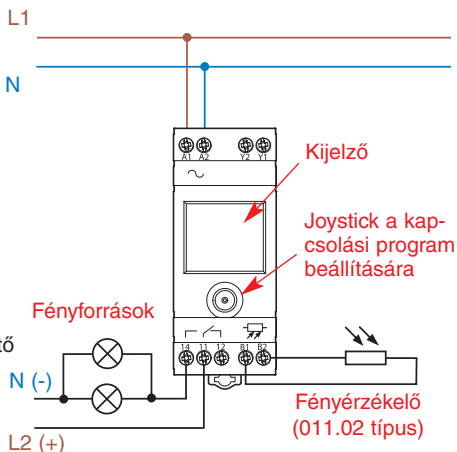 L1
N
A1 A2 Y2 Y1
Kijelző
Joystick a kap-
csolási program
beállítására
Fényforrások
tő
14 11 12 B1 B2
N (-)
L2 (+)
Fényérzékelő
(011.02 típus)